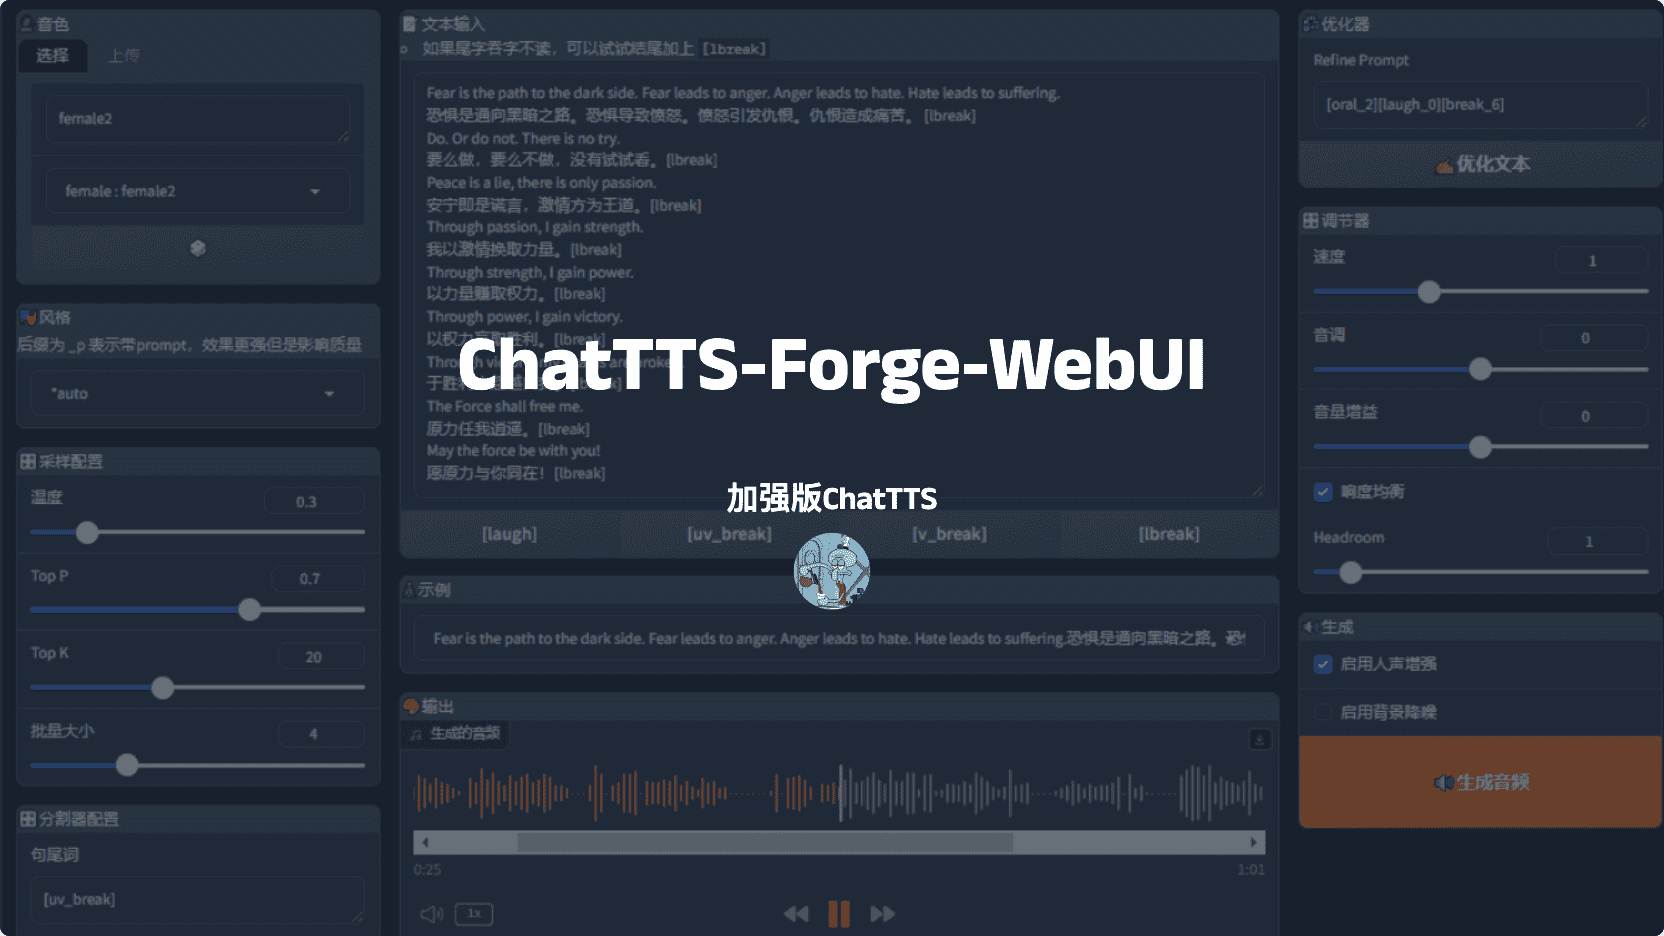 音色
选择
上传
female2
female : female2
风格
后缀为 _p 表示带prompt，效果更强但是影响质量
*auto
采样配置
温度
0.3
Top P
0.7
Top K
20
批量大小
4
分割器配置
句尾词
[uv_break]
文本输入
如果尾字吞字不读，可以试试结尾加上 [lbreak]
Fear is the path to the dark side. Fear leads to anger. Anger leads to hate. Hate leads to suffering.
恐惧是通向黑暗之路。恐惧导致愤怒。愤怒引发仇恨。仇恨造成痛苦。 [lbreak]
Do. Or do not. There is no try.
要么做，要么不做，没有试试看。[lbreak]
Peace is a lie, there is only passion.
安宁即是谎言，激情方为王道。[lbreak]
Through passion, I gain strength.
我以激情换取力量。[lbreak]
Through strength, I gain power.
以力量赚取权力。[lbreak]
Through power, I gain victory.
以权力赢取胜利。[lbreak]
ChatTTS-Forge-WebUI
The Force shall free me.
原力任我逍遥。[lbreak]
May the force be with you!
愿原力与你同在！[lbreak]
加强版ChatTTS
[laugh]
[uv_break]
[v_break]
[lbreak]
示例
Fear is the path to the dark side. Fear leads to anger. Anger leads to hate. Hate leads to suffering.恐惧是通向黑暗之路。恐
输出
生成的音频
0:25
1:01
1x
优化器
Refine Prompt
[oral_2][laugh_0][break_6]
优化文本
调节器
速度
1
音调
0
音量增益
0
响度均衡
Headroom
1
生成
启用人声增强
启用背景降噪
生成音频